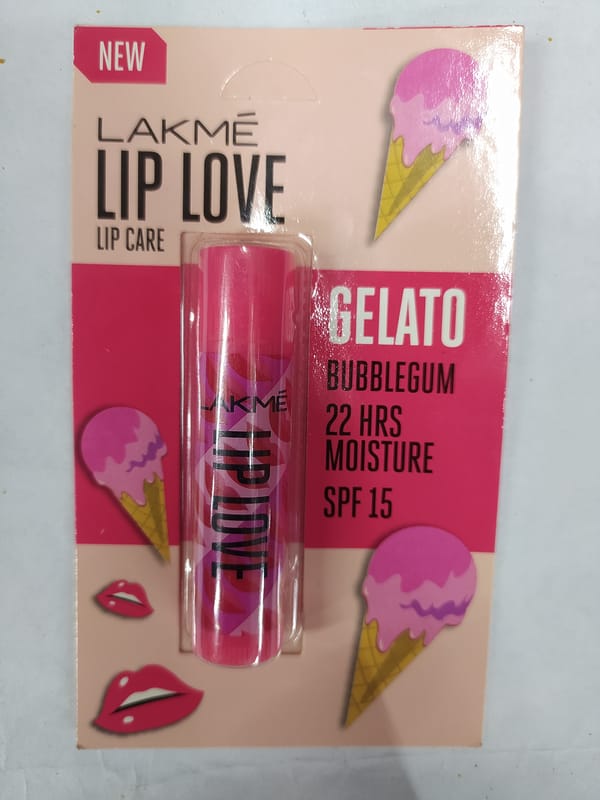 NEW
LAKMÉ
LIP LOVE
LIP CARE
GELATO
BUBBLEGUM
22 HRS
MOISTURE
SPF 15
LAKMÉ
LIP LOVE